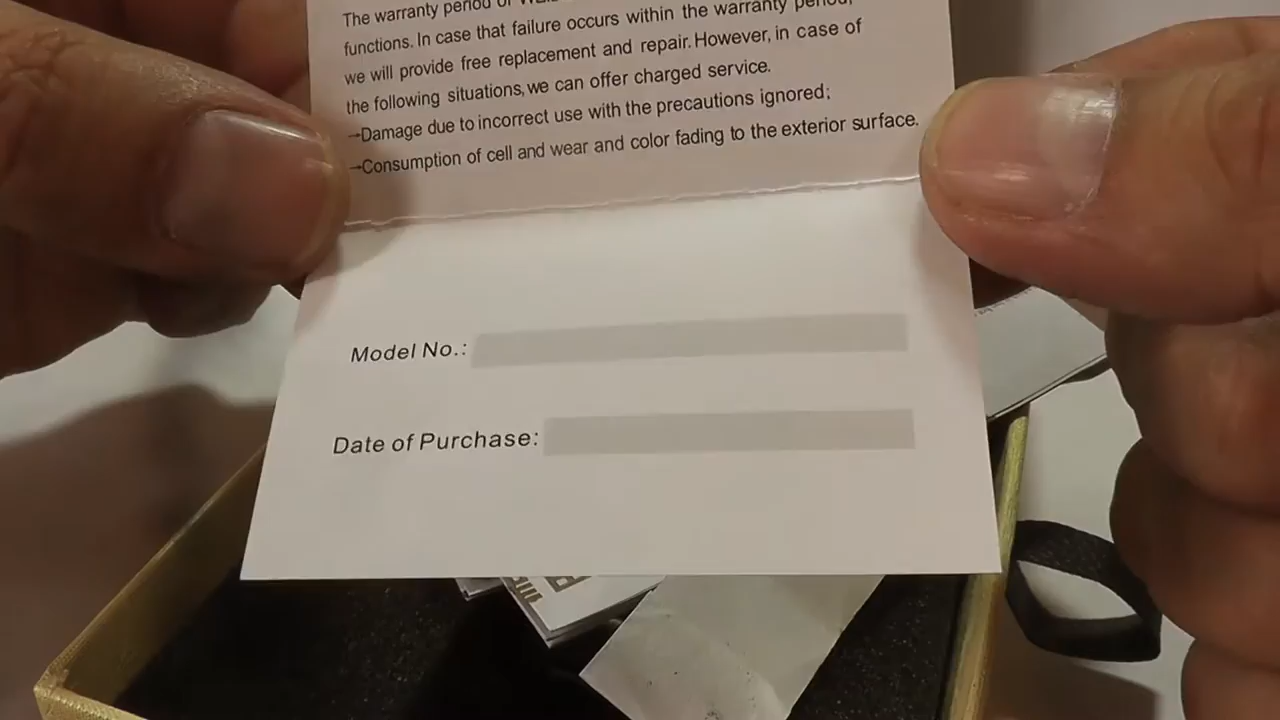 The warranty period of
functions. In case that failure occurs within the warranty period,
we will provide free replacement and repair. However, in case of
the following situations, we can offer charged service.
→Damage due to incorrect use with the precautions ignored;
→Consumption of cell and wear and color fading to the exterior surface.
Model No.:
Date of Purchase: